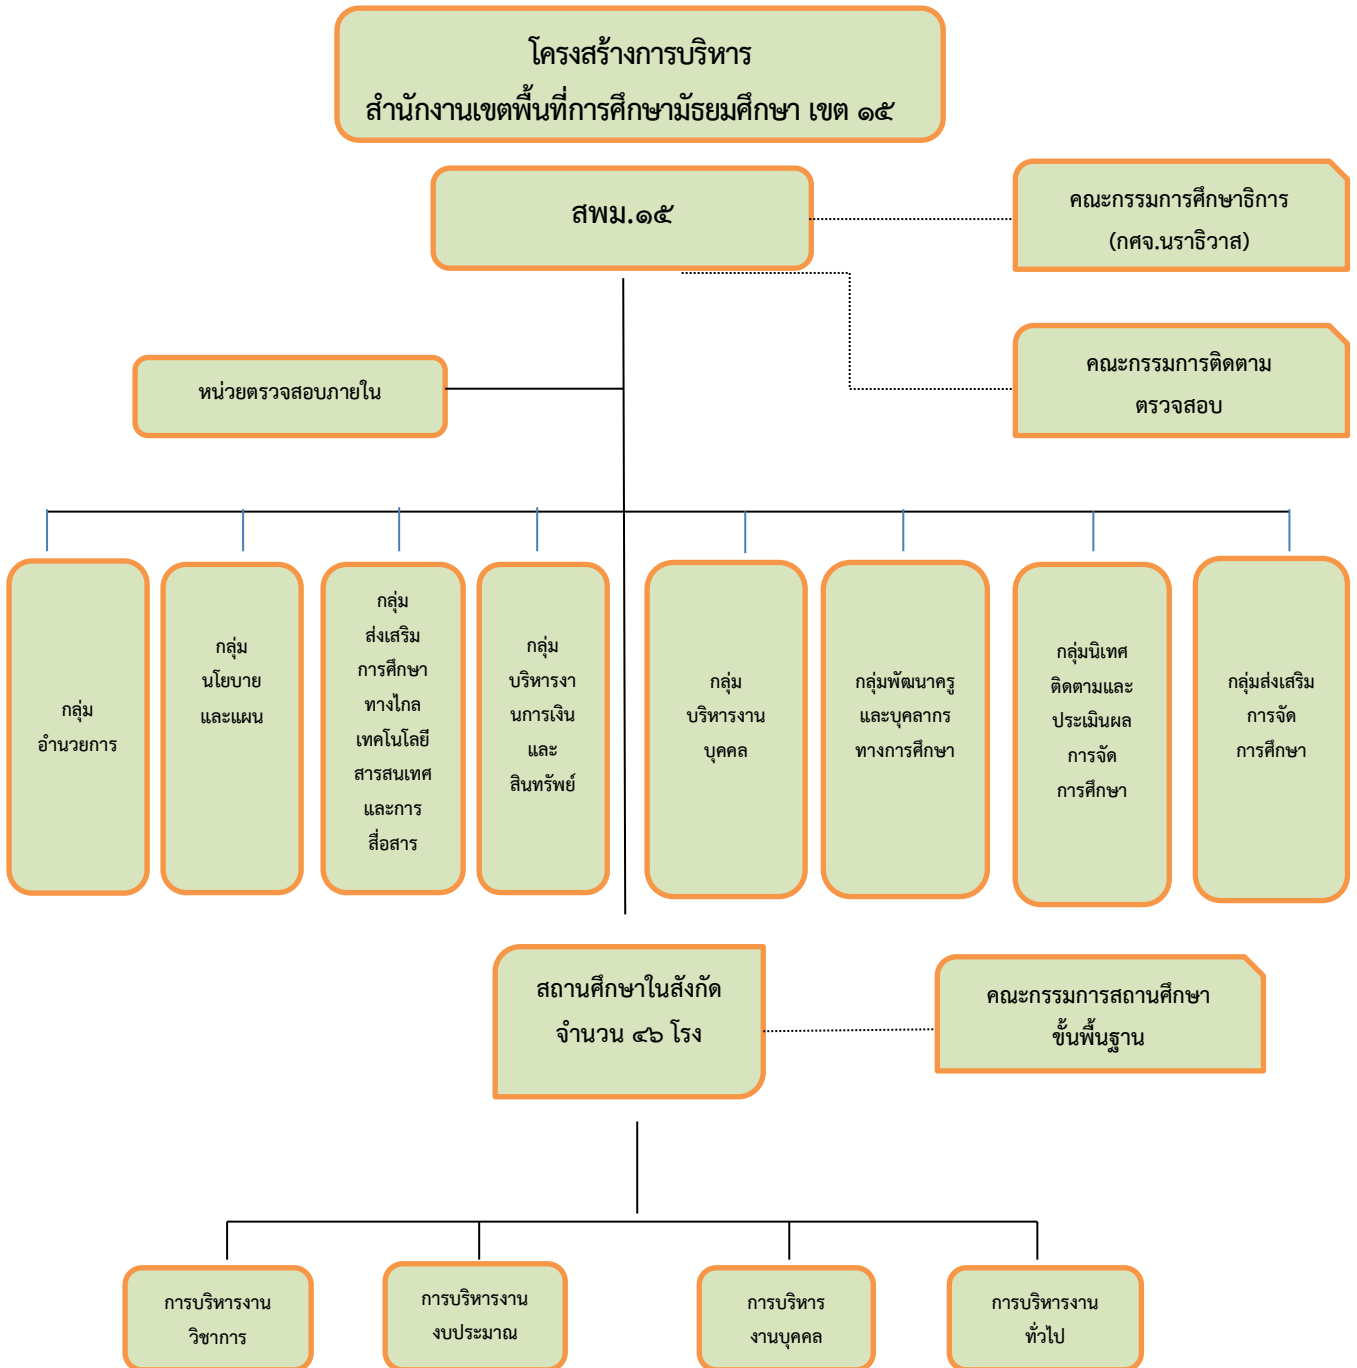 โครงสร้างการบริหาร
สำนักงานเขตพื้นที่การศึกษามัธยมศึกษา เขต ๑๕
สพม.๑๕
คณะกรรมการศึกษาธิการ
(กศจ.นราธิวาส)
คณะกรรมการติดตาม
ตรวจสอบ
หน่วยตรวจสอบภายใน
กลุ่ม
อำนวยการ
กลุ่ม
นโยบาย
และแผน
กลุ่ม
ส่งเสริม
การศึกษา
ทางไกล
เทคโนโลยี
สารสนเทศ
และการ
สื่อสาร
กลุ่ม
บริหารงา
นการเงิน
และ
สินทรัพย์
กลุ่ม
บริหารงาน
บุคคล
กลุ่มพัฒนาครู
และบุคลากร
ทางการศึกษา
กลุ่มนิเทศ
ติดตามและ
ประเมินผล
การจัด
การศึกษา
กลุ่มส่งเสริม
การจัด
การศึกษา
สถานศึกษาในสังกัด
จำนวน ๔๖ โรง
คณะกรรมการสถานศึกษา
ขั้นพื้นฐาน
การบริหารงาน
วิชาการ
การบริหารงาน
งบประมาณ
การบริหาร
งานบุคคล
การบริหารงาน
ทั่วไป